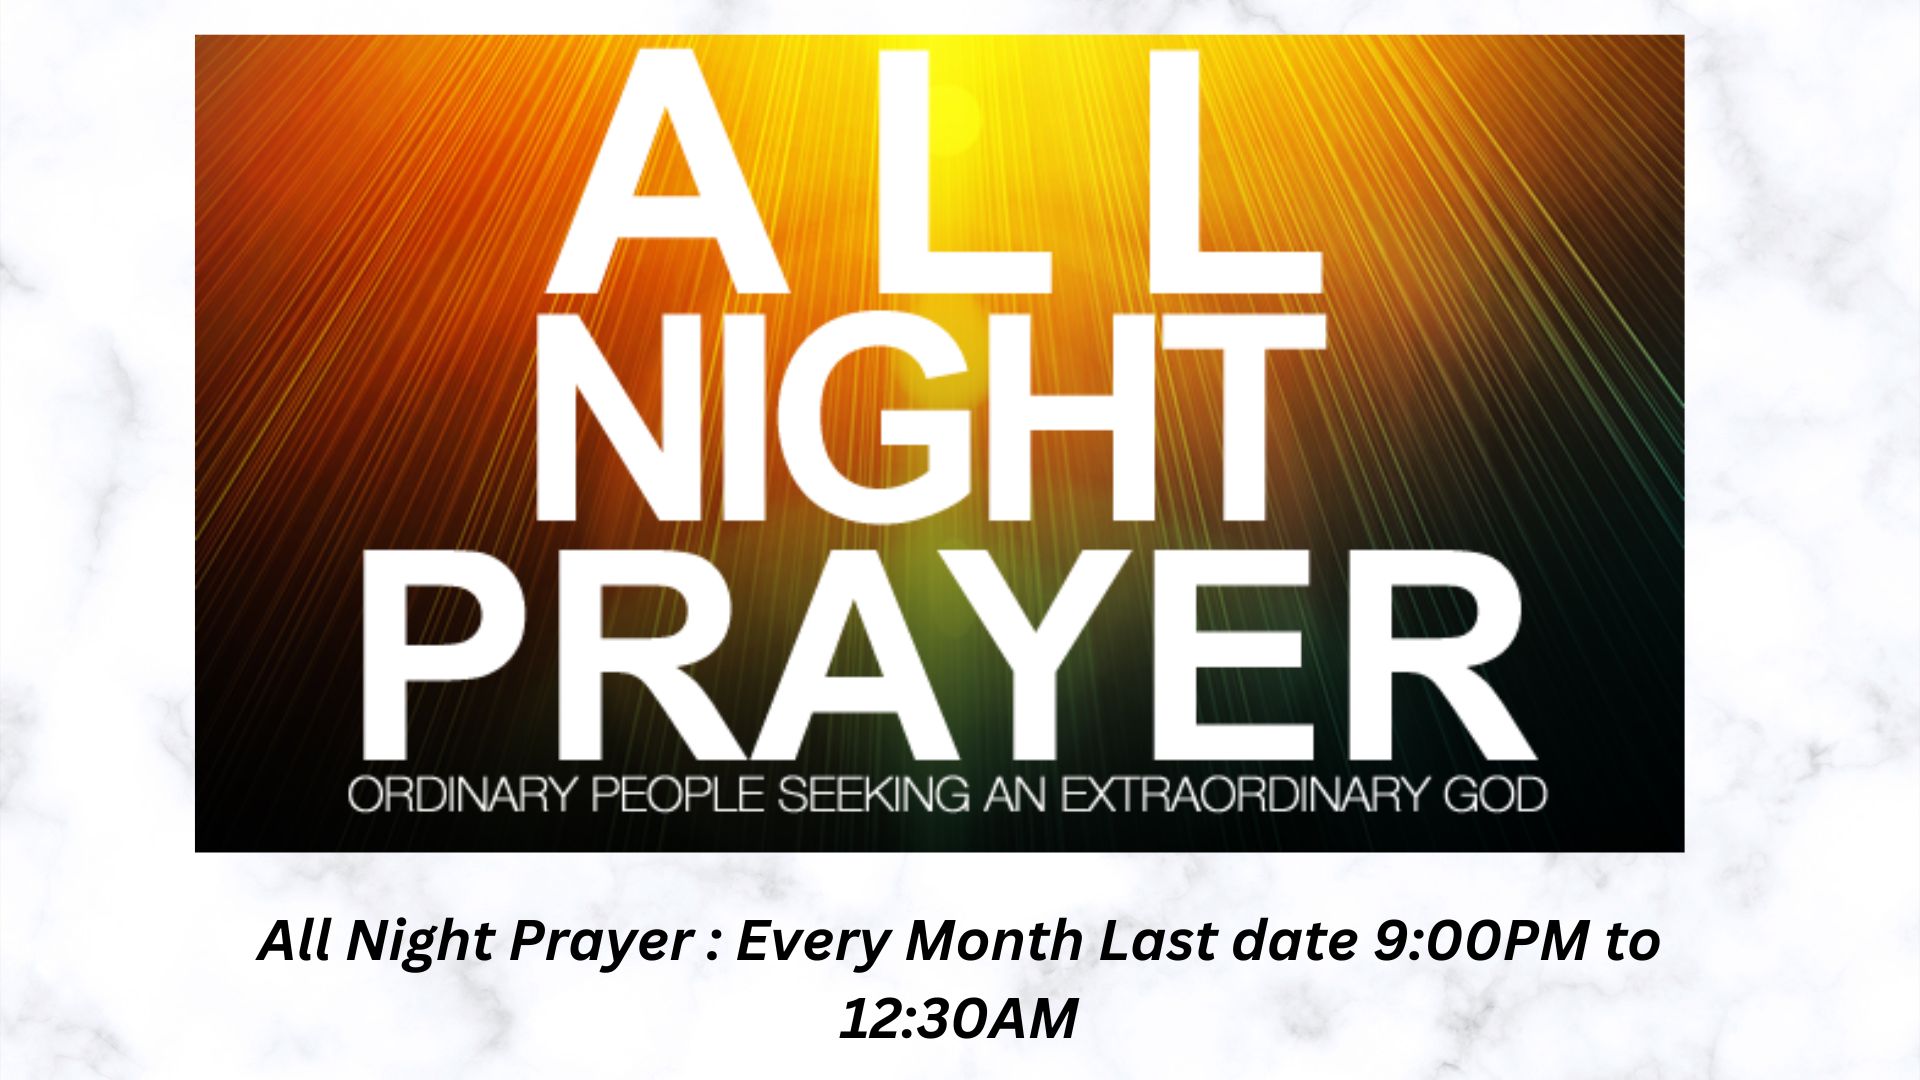 ALL
NIGHT
PRAYER
ORDINARY PEOPLE SEEKING AN EXTRAORDINARY GOD
All Night Prayer : Every Month Last date 9:00PM to
12:30AM